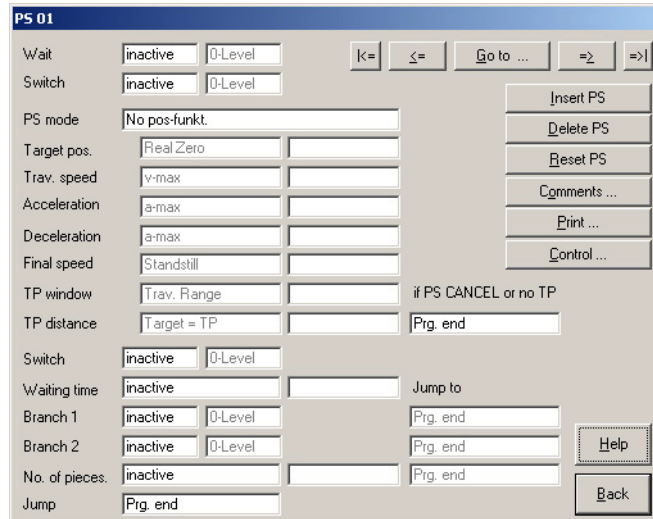 PS 01
Wait inactive 0-Level |<= <= Go to ... => =>|
Switch inactive 0-Level
Insert PS
PS mode No pos-funkt.
Delete PS
Target pos. Real Zero
Reset PS
Trav. speed v-max
Comments ...
Acceleration a-max
Print ...
Deceleration a-max
Control ...
Final speed Standstill
TP window Trav. Range if PS CANCEL or no TP
TP distance Target = TP Prg. end
Switch inactive 0-Level
Waiting time inactive Jump to
Branch 1 inactive 0-Level Prg. end
Branch 2 inactive 0-Level Prg. end
Help
No. of pieces. inactive Prg. end
Back
Jump Prg. end